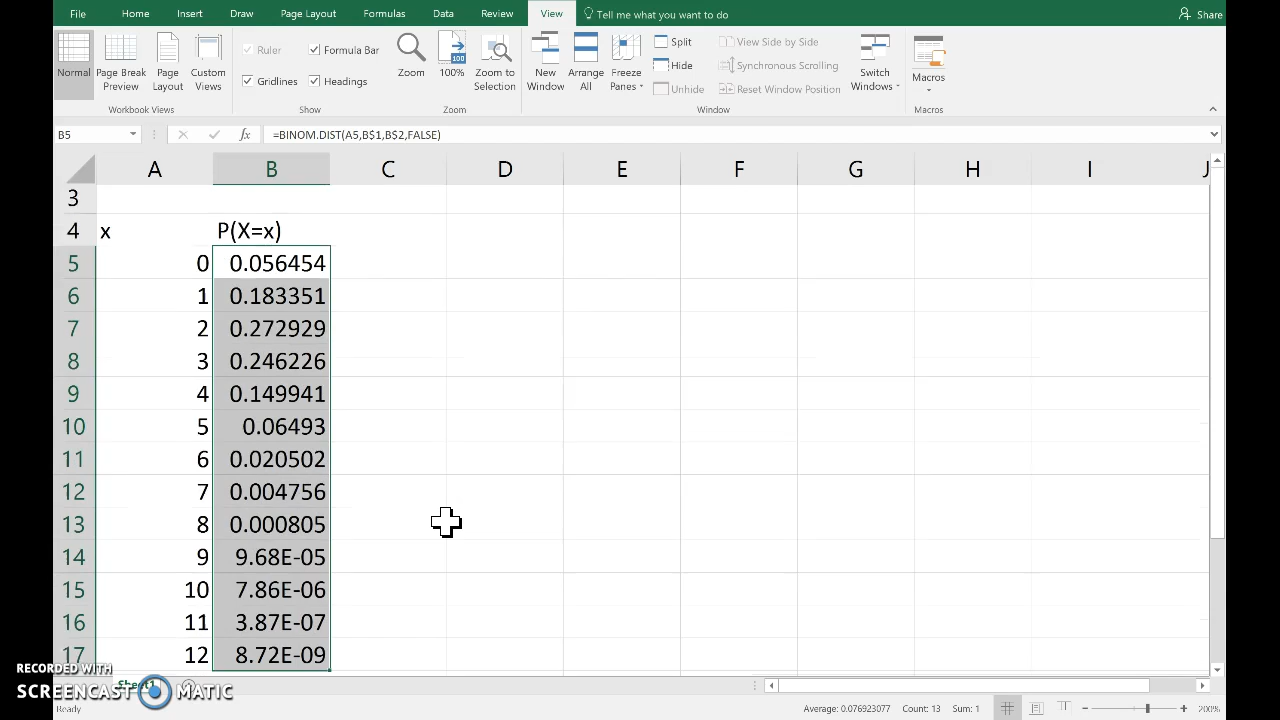 File Home Insert Draw Page Layout Formulas Data Review View Tell me what you want to do Share
Normal Page Break Preview Page Layout Custom Views
Workbook Views
Ruler Formula Bar
Gridlines Headings
Show
Zoom 100% Zoom to Selection
Zoom
New Window Arrange All Freeze Panes
Split View Side by Side
Hide Synchronous Scrolling
Unhide Reset Window Position
Switch Windows
Window
Macros
Macros
B5 fx =BINOM.DIST(A5,B$1,B$2,FALSE)
A B C D E F G H I J
3
4 x P(X=x)
5 0 0.056454
6 1 0.183351
7 2 0.272929
8 3 0.246226
9 4 0.149941
10 5 0.06493
11 6 0.020502
12 7 0.004756
13 8 0.000805
14 9 9.68E-05
15 10 7.86E-06
16 11 3.87E-07
17 12 8.72E-09
RECORDED WITH
SCREENCAST MATIC
Sheet1
Ready Average: 0.076923077 Count: 13 Sum: 1 200%